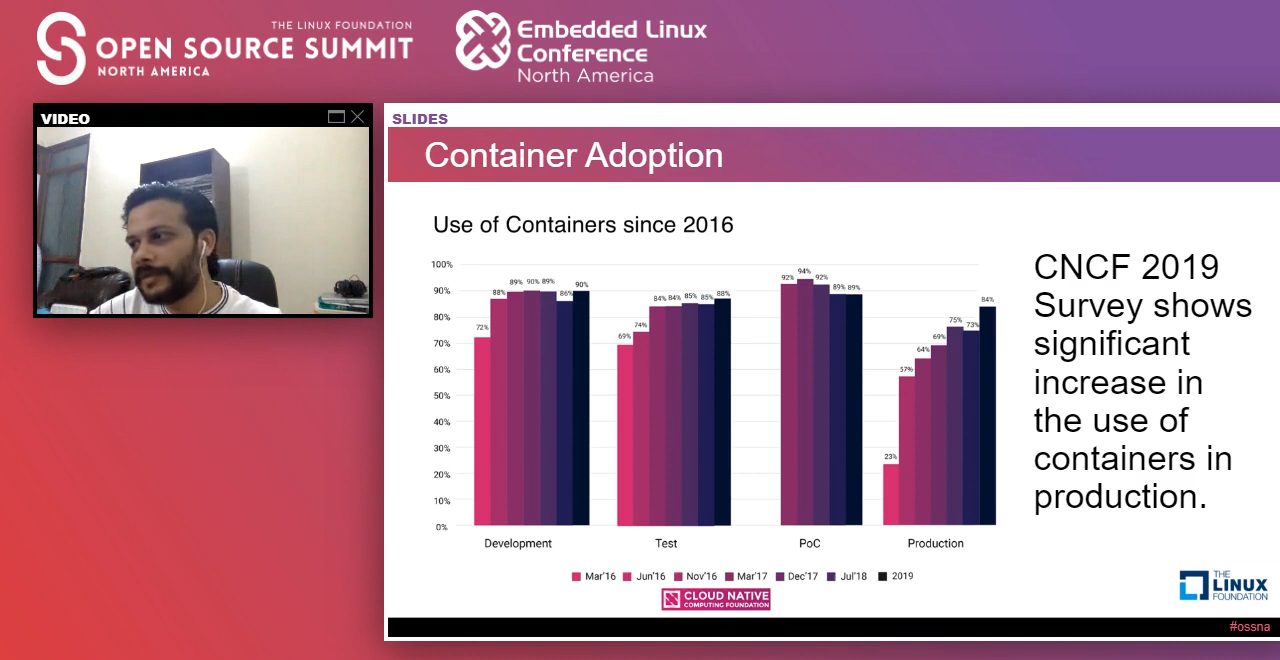 THE LINUX FOUNDATION
OPEN SOURCE SUMMIT
NORTH AMERICA
Embedded Linux
Conference
North America
VIDEO
SLIDES
Container Adoption
Use of Containers since 2016
100%
90%
80%
70%
60%
50%
40%
30%
20%
10%
0%
72% 88% 89% 90% 89% 86% 90%
69% 74% 84% 84% 85% 85% 88%
92% 94% 92% 89% 89%
23% 57% 64% 69% 75% 73% 84%
Development Test PoC Production
Mar'16 Jun'16 Nov'16 Mar'17 Dec'17 Jul'18 2019
CLOUD NATIVE
COMPUTING FOUNDATION
CNCF 2019
Survey shows
significant
increase in
the use of
containers in
production.
THE
LINUX
FOUNDATION
#ossna